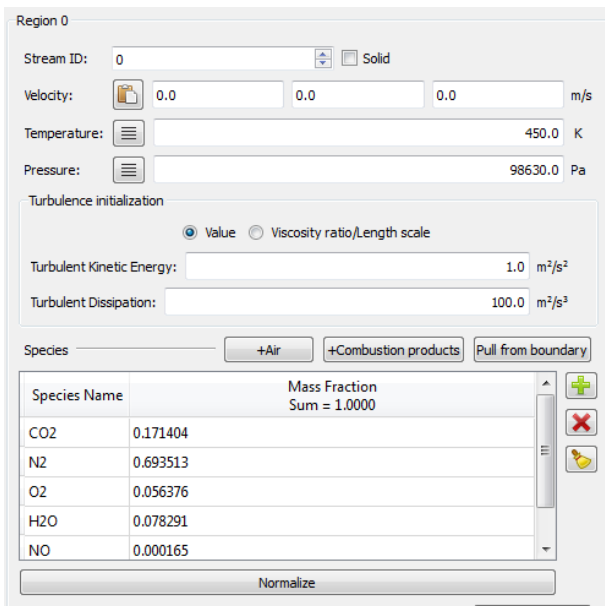 Region 0
Stream ID: 0 Solid
Velocity: 0.0 0.0 0.0 m/s
Temperature: 450.0 K
Pressure: 98630.0 Pa
Turbulence initialization
Value Viscosity ratio/Length scale
Turbulent Kinetic Energy: 1.0 m²/s²
Turbulent Dissipation: 100.0 m²/s³
Species +Air +Combustion products Pull from boundary
Species Name Mass Fraction
Sum = 1.0000
CO2 0.171404
N2 0.693513
O2 0.056376
H2O 0.078291
NO 0.000165
Normalize